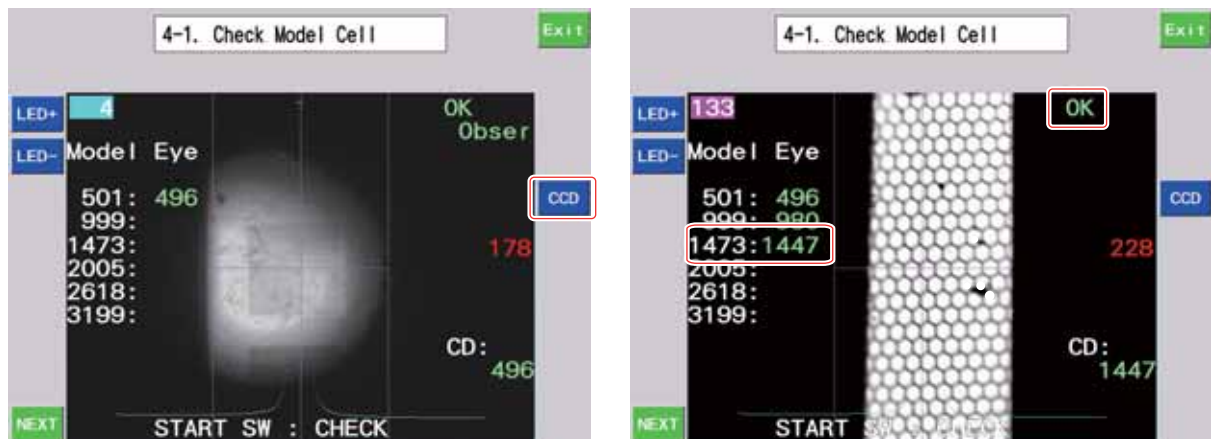 4-1. Check Model Cell
Exit
LED+
4
OK
Obser
LED-
Model Eye
501: 496
999:
1473:
2005:
2618:
3199:
CCD
178
CD:
496
NEXT
START SW : CHECK
4-1. Check Model Cell
Exit
LED+
133
OK
LED-
Model Eye
501: 496
999: 980
1473:1447
2005:
2618:
3199:
CCD
228
CD:
1447
NEXT
START